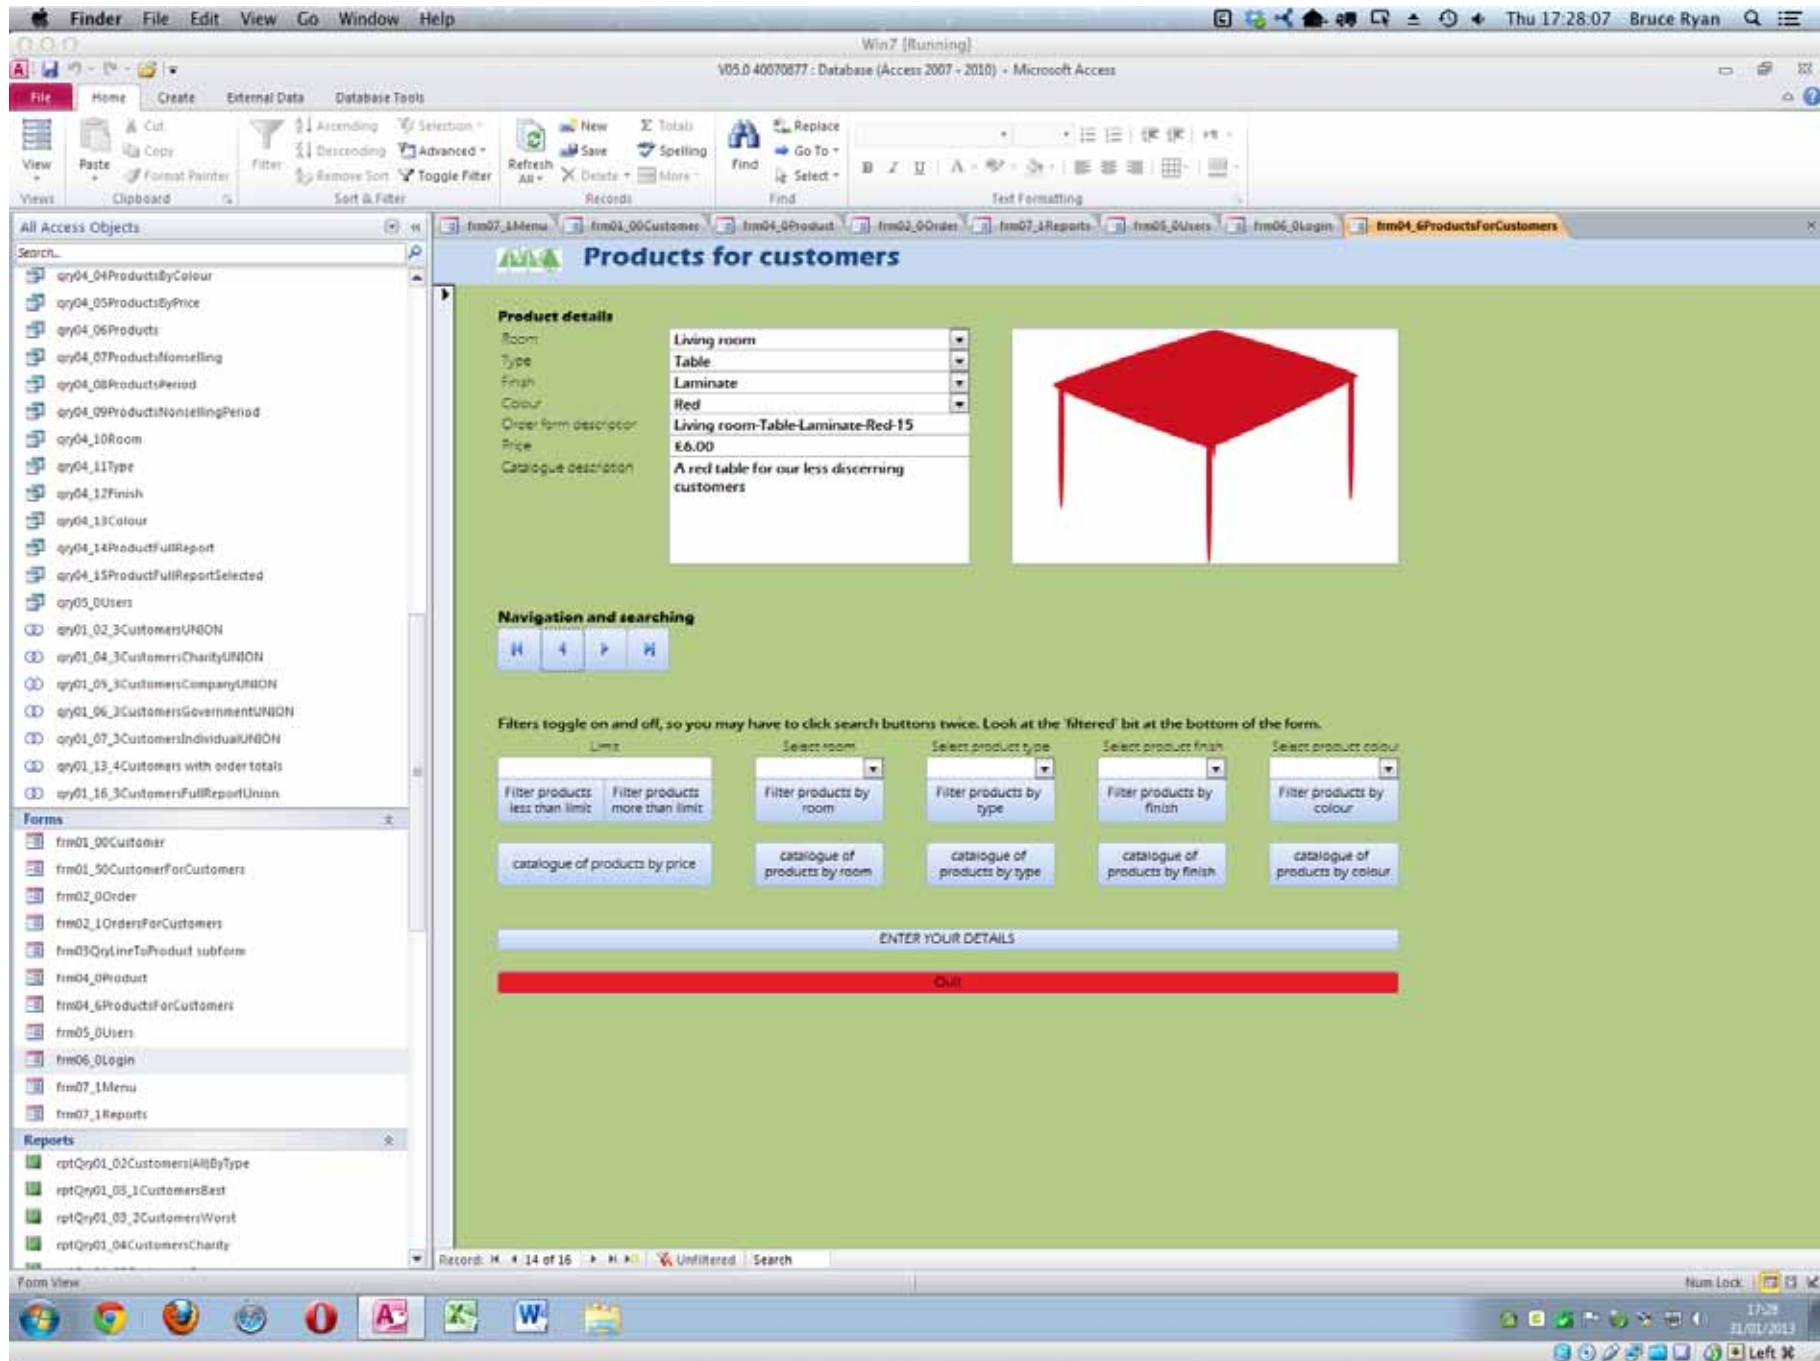 Finder File Edit View Go Window Help Thu 17:28:07 Bruce Ryan
Win7 [Running]
V05.0 40070877 : Database (Access 2007 - 2010) - Microsoft Access
File Home Create External Data Database Tools
View Paste Cut Copy Format Painter Filter Ascending Descending Remove Sort Selection Advanced Toggle Filter Refresh All New Save Delete Totals Spelling More Find Replace Go To Select
Views Clipboard Sort & Filter Records Find Text Formatting
All Access Objects
Search...
qry04_04ProductsByColour
qry04_05ProductsByPrice
qry04_06Products
qry04_07ProductsNonselling
qry04_08ProductsPeriod
qry04_09ProductsNonsellingPeriod
qry04_10Room
qry04_11Type
qry04_12Finish
qry04_13Colour
qry04_14ProductFullReport
qry04_15ProductFullReportSelected
qry05_0Users
qry01_02_3CustomersUNION
qry01_04_3CustomersCharityUNION
qry01_05_3CustomersCompanyUNION
qry01_06_3CustomersGovernmentUNION
qry01_07_3CustomersIndividualUNION
qry01_13_4Customers with order totals
qry01_16_3CustomersFullReportUnion
Forms
frm01_00Customer
frm01_50CustomerForCustomers
frm02_0Order
frm02_1OrdersForCustomers
frm03QryLineToProduct subform
frm04_0Product
frm04_6ProductsForCustomers
frm05_0Users
frm06_0Login
frm07_1Menu
frm07_1Reports
Reports
rptQry01_02Customers(All)ByType
rptQry01_03_1CustomersBest
rptQry01_03_2CustomersWorst
rptQry01_04CustomersCharity
frm07_1Menu frm01_00Customer frm04_0Product frm02_0Order frm07_1Reports frm05_0Users frm06_0Login frm04_6ProductsForCustomers
Products for customers
Product details
Room Living room
Type Table
Finish Laminate
Colour Red
Order form description Living room-Table-Laminate-Red-15
Price £6.00
Catalogue description A red table for our less discerning
customers
Navigation and searching
Filters toggle on and off, so you may have to click search buttons twice. Look at the 'filtered' bit at the bottom of the form.
Limit Select room Select product type Select product finish Select product colour
Filter products less than limit Filter products more than limit Filter products by room Filter products by type Filter products by finish Filter products by colour
catalogue of products by price catalogue of products by room catalogue of products by type catalogue of products by finish catalogue of products by colour
ENTER YOUR DETAILS
Quit
Record: 14 of 16 Unfiltered Search
Form View Num Lock
17:28
31/01/2013
Left ⌘